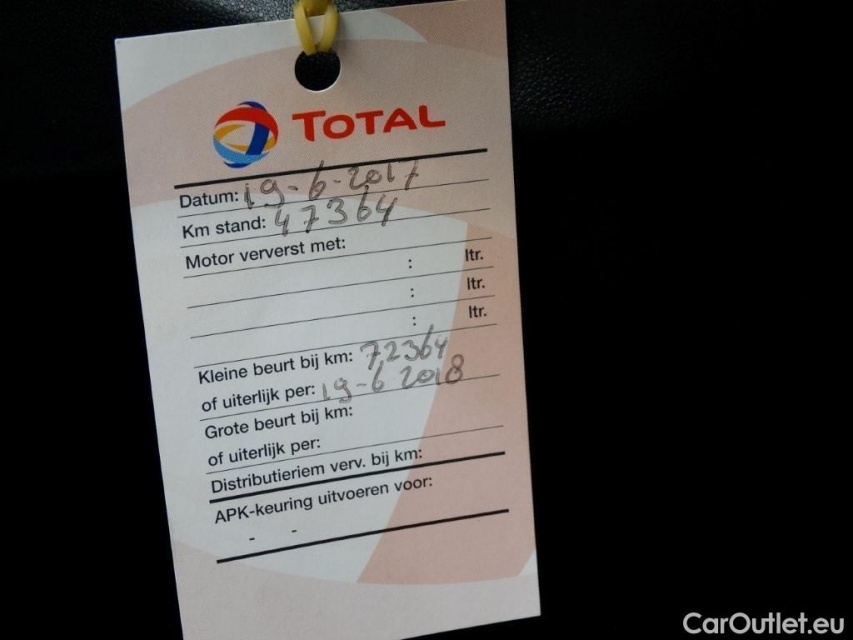 TOTAL
Datum: 19-6-2017
Km stand: 47364
Motor ververst met:
: ltr.
: ltr.
: ltr.
Kleine beurt bij km: 72364
of uiterlijk per: 19-6 2018
Grote beurt bij km:
of uiterlijk per:
Distributieriem verv. bij km:
APK-keuring uitvoeren voor:
- -
CarOutlet.eu